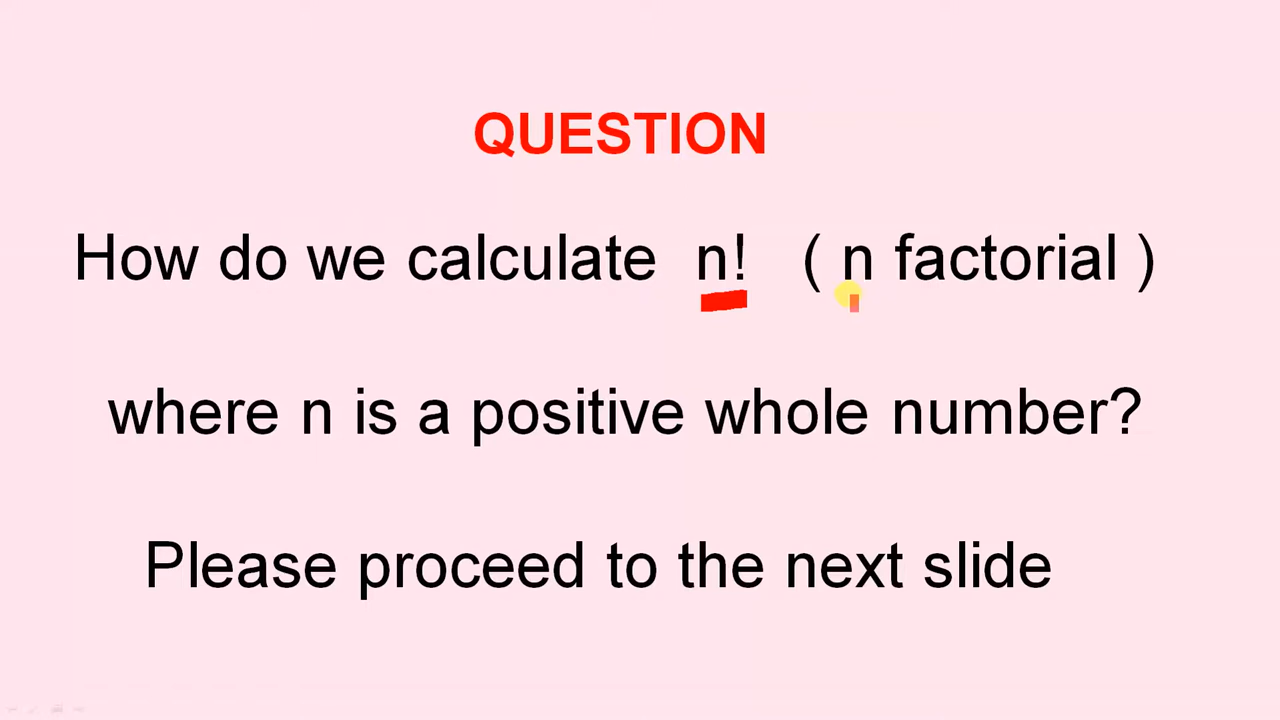 QUESTION
How do we calculate n! ( n factorial )
where n is a positive whole number?
Please proceed to the next slide